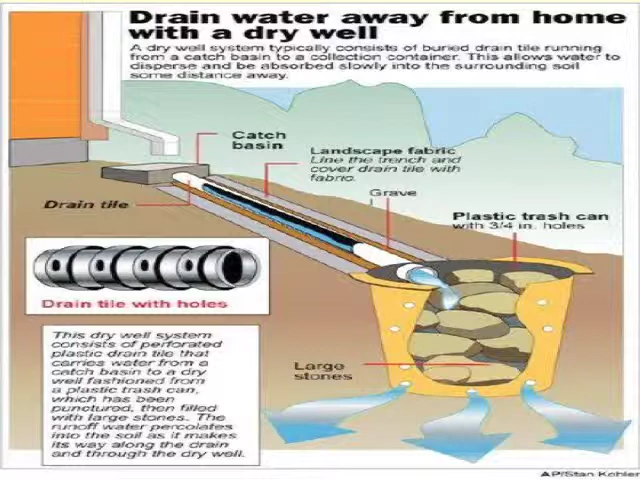 Drain water away from home
with a dry well
A dry well system typically consists of buried drain tile running
from a catch basin to a collection container. This allows water to
disperse and be absorbed slowly into the surrounding soil
some distance away.
Catch
basin
Landscape fabric
Line the trench and
cover drain tile with
fabric.
Grave
Drain tile
Plastic trash can
with 3/4 in. holes
Drain tile with holes
This dry well system
consists of perforated
plastic drain tile that
carries water from a
catch basin to a dry
well fashioned from
a plastic trash can,
which has been
punctured, then filled
with large stones. The
runoff water percolates
into the soil as it makes
its way along the drain
and through the dry well.
Large
stones
AP/Stan Kohler